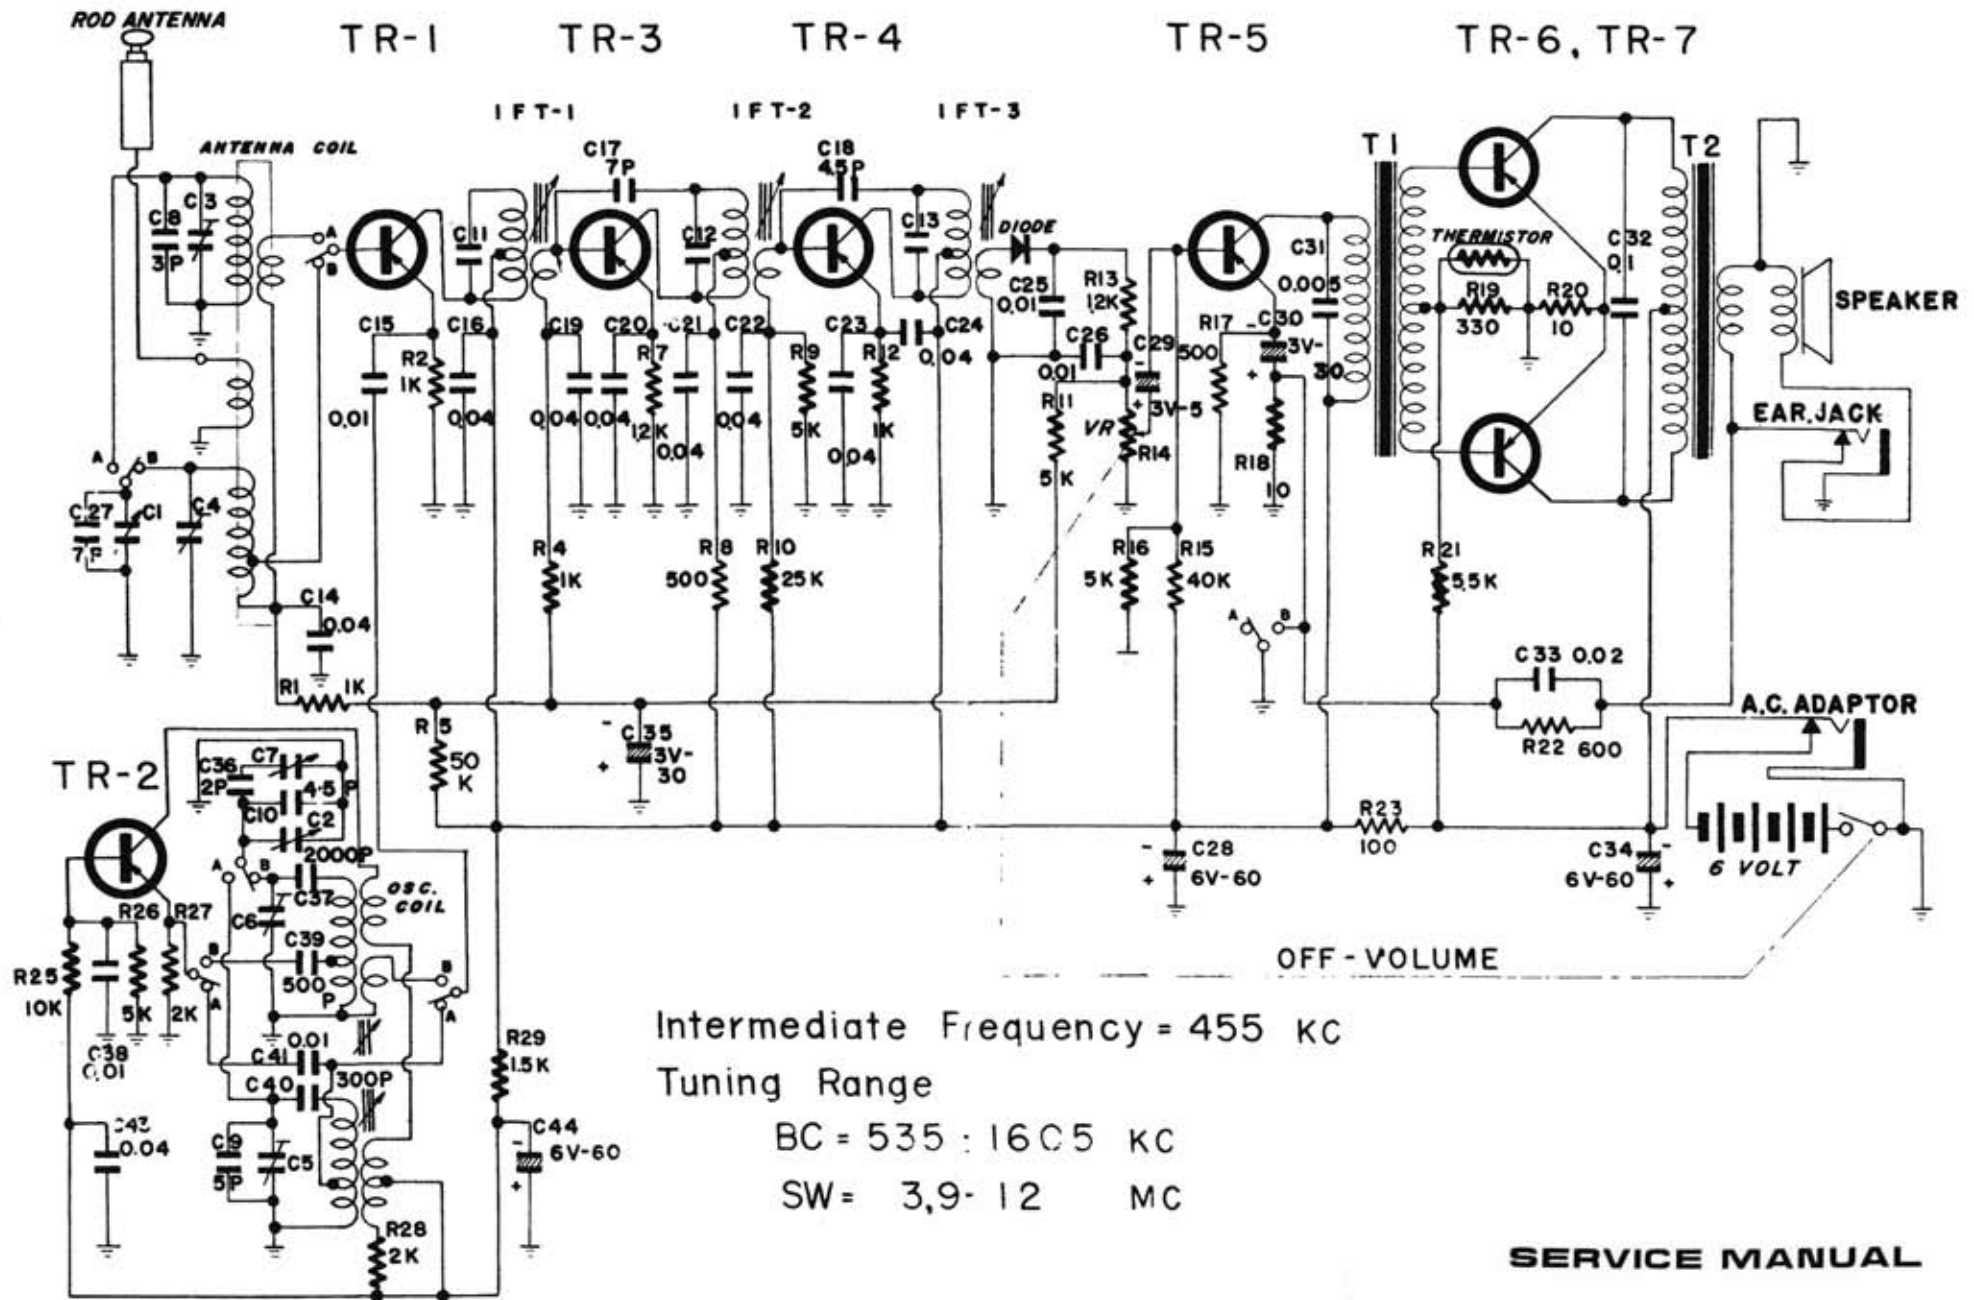 ROD ANTENNA
TR-1
TR-3
TR-4
TR-5
TR-6, TR-7
IFT-1
IFT-2
IFT-3
ANTENNA COIL
C17
7P
C18
4.5P
T1
T2
C8
3P
C3
A
B
C11
C12
C13
DIODE
C25
0.01
R13
1.2K
C31
0.005
THERMISTOR
R19
330
R20
10
C32
0.1
SPEAKER
C15
0.01
R2
1K
C16
0.04
C19
0.04
C20
0.04
R7
1.2K
C21
0.04
C22
0.04
R9
5K
C23
0.04
R12
1K
C24
0.04
C26
0.01
R11
5K
C29
-
+
3V-5
VR
R14
R17
500
C30
-
+
3V-
30
R18
10
EAR.JACK
A
B
C27
7P
C1
C4
C14
0.04
R4
1K
R8
500
R10
25K
R16
5K
R15
40K
R21
5.5K
A
B
C33 0.02
R22 600
A.C. ADAPTOR
R1
1K
R5
50
K
-
C35
3V-
30
+
TR-2
C36
2P
C7
C10
4.5 P
C2
2000P
A
B
C37
C6
OSC.
COIL
R23
100
-
C28
6V-60
+
C34
-
6V-60
+
6 VOLT
R26
R27
R25
10K
5K
2K
C38
0.01
B
A
C39
500
P
B
A
OFF-VOLUME
C41
0.01
C40
300P
R29
1.5K
C43
0.04
C9
5P
C5
C44
-
6V-60
+
R28
2K
Intermediate Frequency = 455 KC
Tuning Range
BC = 535 : 1605 KC
SW = 3,9- 12 MC
SERVICE MANUAL